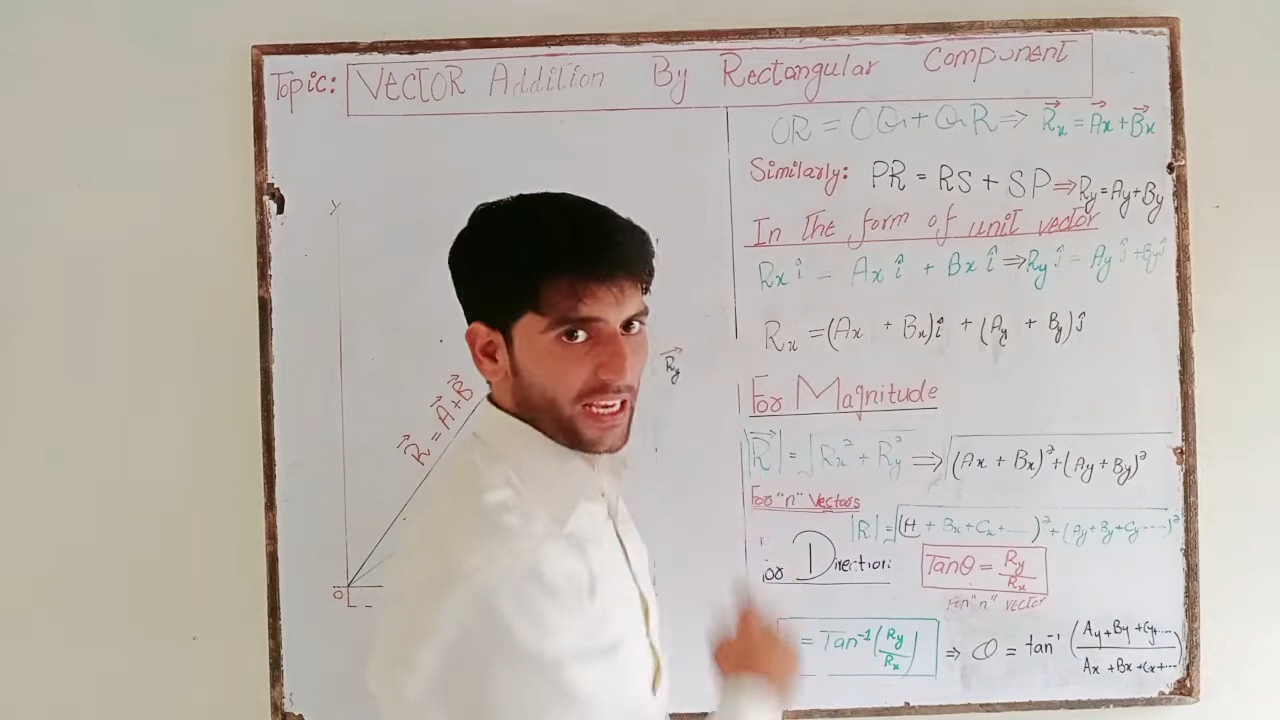 Topic: VECTOR Addition By Rectangular Component
Y
R⃗ = A⃗ + B⃗
O
R⃗y
OR = OQ + QR ⇒ R⃗x = A⃗x + B⃗x
Similarly: PR = RS + SP ⇒ Ry = Ay + By
In the form of unit vector
Rx î = Ax î + Bx î ⇒ Ry ĵ = Ay ĵ + By ĵ
Rx = (Ax + Bx)î + (Ay + By)ĵ
For Magnitude
|R⃗| = √Rx² + Ry² ⇒ √(Ax + Bx)² + (Ay + By)²
For "n" Vectors
|R| = √(A + Bx + Cx + .....)² + (Ay + By + Cy .....)²
For Direction:
Tanθ = Ry/Rx
For "n" vector
= Tan⁻¹(Ry/Rx) ⇒ θ = tan⁻¹(Ay + By + Cy..../Ax + Bx + Cx + ....)